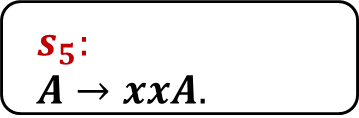 s₅:
A → xxA.